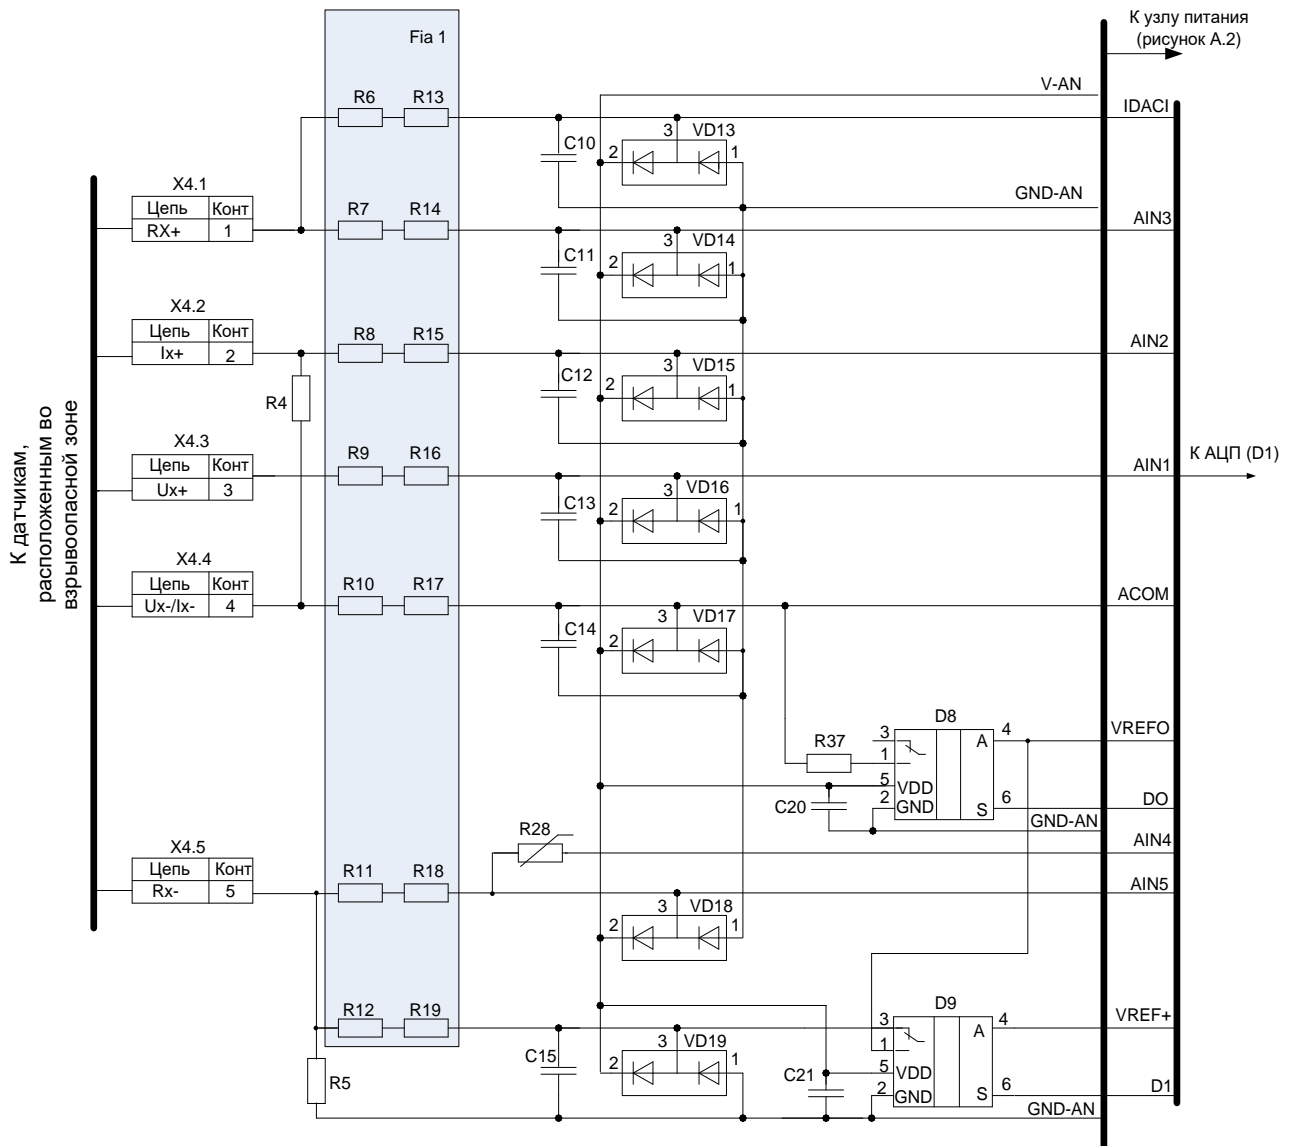 К узлу питания
(рисунок А.2)
Fia 1
V-AN
R6 R13
IDACI
C10
3 VD13
2 1
X4.1
Цепь Конт
RX+ 1
GND-AN
R7 R14
AIN3
C11
3 VD14
2 1
X4.2
Цепь Конт
Ix+ 2
R8 R15
AIN2
C12
3 VD15
2 1
R4
X4.3
Цепь Конт
Ux+ 3
R9 R16
AIN1
К АЦП (D1)
C13
3 VD16
2 1
К датчикам,
расположенным во
взрывоопасной зоне
X4.4
Цепь Конт
Ux-/Ix- 4
R10 R17
ACOM
C14
3 VD17
2 1
D8
R37
3 A 4
1
5 VDD
2 GND S 6
VREFO
C20
DO
GND-AN
R28
AIN4
X4.5
Цепь Конт
Rx- 5
R11 R18
AIN5
3 VD18
2 1
D9
R12 R19
3 A 4
1
5 VDD
2 GND S 6
VREF+
C15
3 VD19
2 1
C21
R5
D1
GND-AN